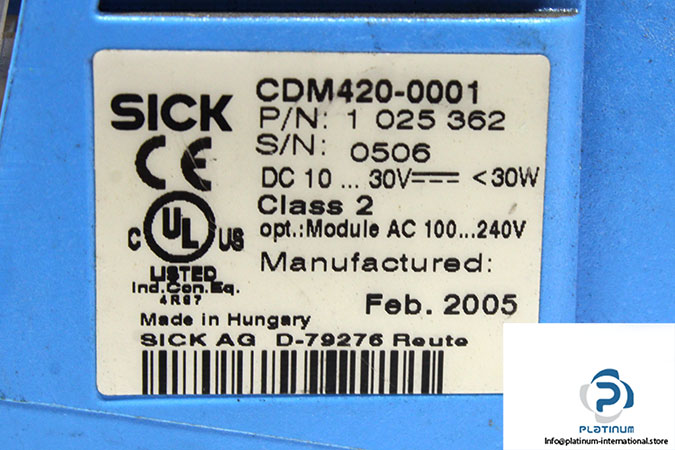 SICK
CDM420-0001
P/N: 1 025 362
S/N: 0506
DC 10 ... 30V <30W
Class 2
opt.:Module AC 100...240V
CE
C UL US
LISTED
Ind.Con.Eq.
4R67
Manufactured:
Feb. 2005
Made in Hungary
SICK AG D-79276 Reute
PLATINUM
Info@platinum-international.store